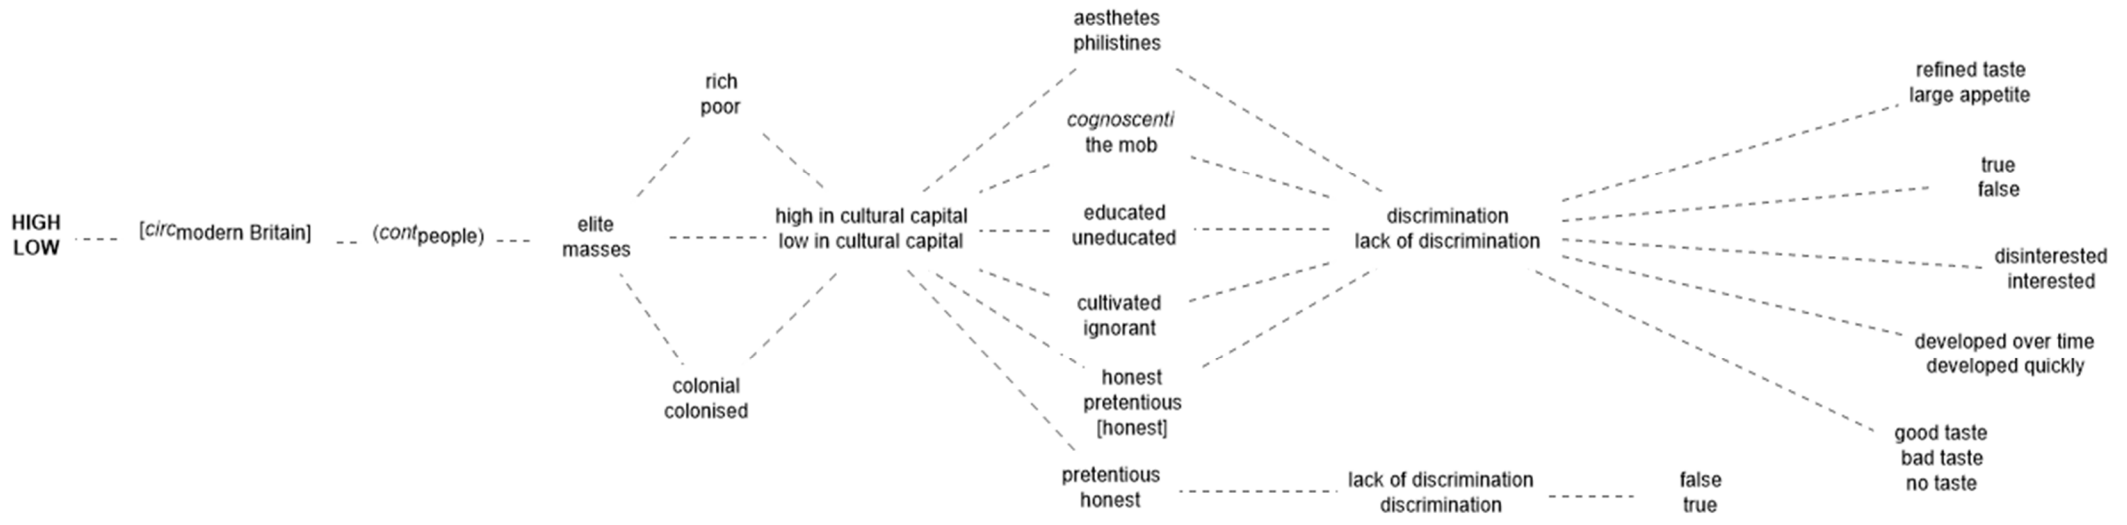 HIGH
LOW
[circmodern Britain]
(contpeople)
elite
masses
rich
poor
colonial
colonised
high in cultural capital
low in cultural capital
aesthetes
philistines
cognoscenti
the mob
educated
uneducated
cultivated
ignorant
honest
pretentious
[honest]
pretentious
honest
discrimination
lack of discrimination
lack of discrimination
discrimination
false
true
refined taste
large appetite
true
false
disinterested
interested
developed over time
developed quickly
good taste
bad taste
no taste